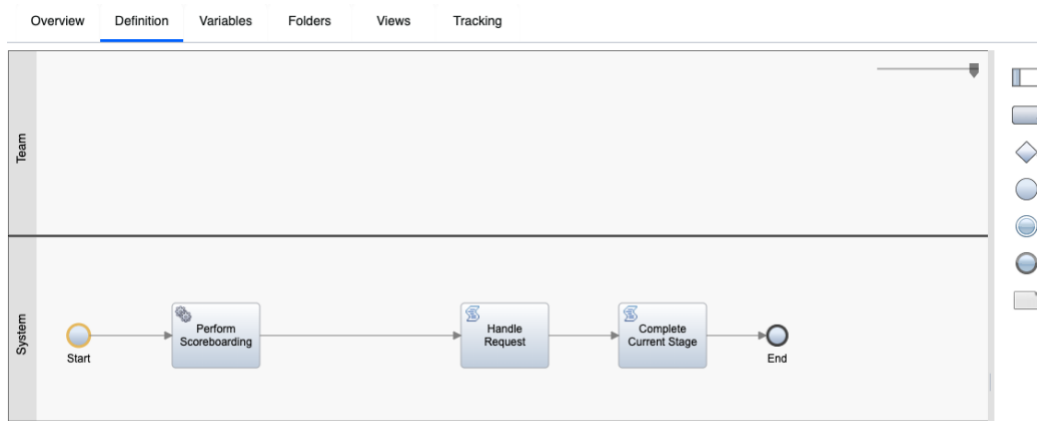 Overview Definition Variables Folders Views Tracking
Team
System
Start
Perform
Scoreboarding
Handle
Request
Complete
Current Stage
End